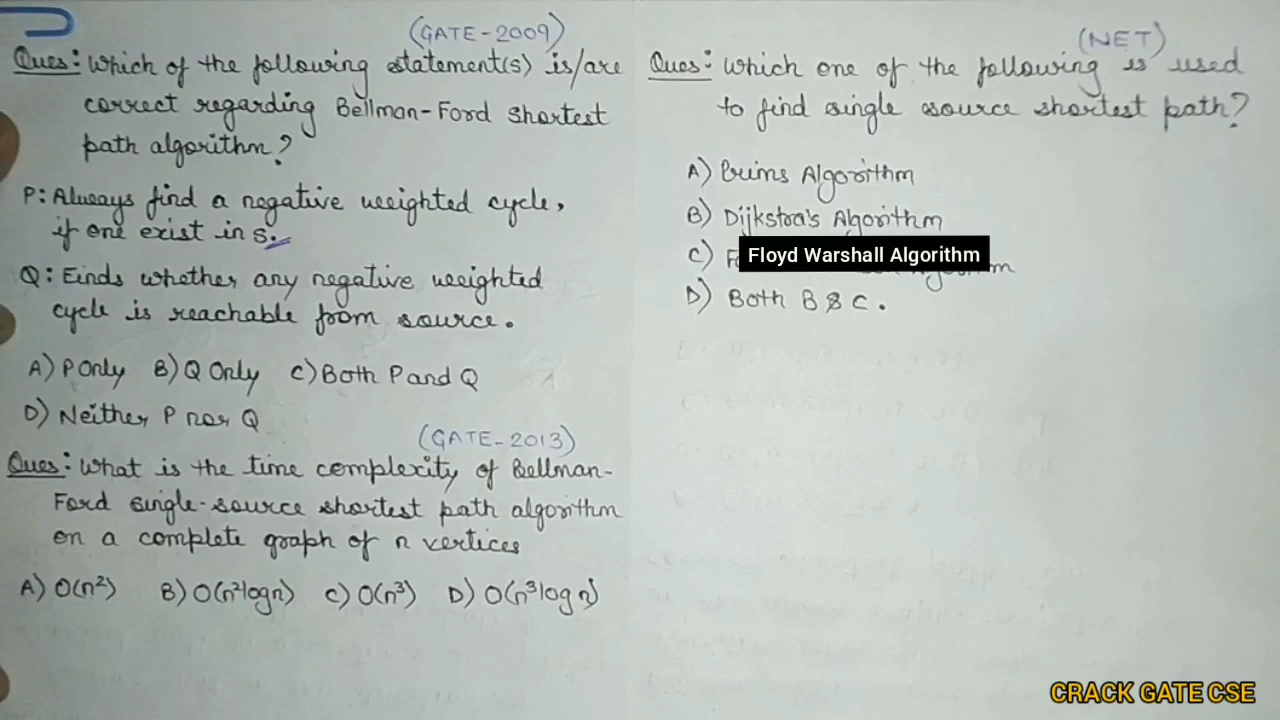 (GATE-2009)
Ques: Which of the following statement(s) is/are
correct regarding Bellman-Ford shortest
path algorithm?
P: Always find a negative weighted cycle,
if one exist in s.
Q: Finds whether any negative weighted
cycle is reachable from source.
A) P Only B) Q Only C) Both P and Q
D) Neither P nor Q
(GATE-2013)
Ques: What is the time complexity of Bellman-
Ford single-source shortest path algorithm
on a complete graph of n vertices
A) O(n²) B) O(n²logn) C) O(n³) D) O(n³logn)
(NET)
Ques: Which one of the following is used
to find single source shortest path?
A) Prims Algorithm
B) Dijkstra's Algorithm
C)
Floyd Warshall Algorithm
D) Both B & C.
CRACK GATE CSE